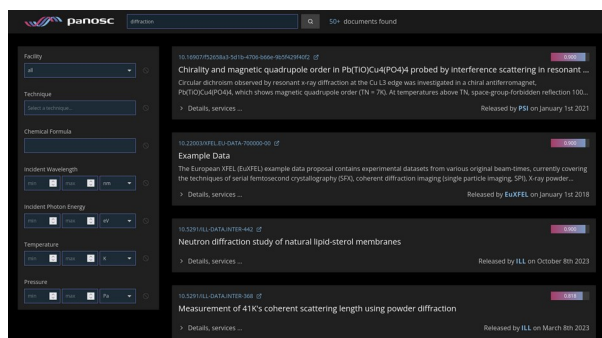 panosc
diffraction
50+ documents found
Facility
all
Technique
Select a technique...
Chemical Formula
Incident Wavelength
min
max
nm
Incident Photon Energy
min
max
eV
Temperature
min
max
K
Pressure
min
max
Pa
10.16907/f52658a3-5d1b-4706-b66e-9b5f429f40f2
0.900
Chirality and magnetic quadrupole order in Pb(TiO)Cu4(PO4)4 probed by interference scattering in resonant ...
Circular dichroism observed by resonant x-ray diffraction at the Cu L3 edge was investigated in a chiral antiferromagnet,
Pb(TiO)Cu4(PO4)4, which shows magnetic quadrupole order (TN = 7K). At temperatures above TN, space-group-forbidden reflection 100...
> Details, services ...
Released by PSI on January 1st 2021
10.22003/XFEL.EU-DATA-700000-00
0.900
Example Data
The European XFEL (EuXFEL) example data proposal contains experimental datasets from various original beam-times, currently covering
the techniques of serial femtosecond crystallography (SFX), coherent diffraction imaging (single particle imaging, SPI), X-ray powder...
> Details, services ...
Released by EuXFEL on January 1st 2018
10.5291/ILL-DATA.INTER-442
0.900
Neutron diffraction study of natural lipid-sterol membranes
> Details, services ...
Released by ILL on October 8th 2023
10.5291/ILL-DATA.INTER-368
0.818
Measurement of 41K's coherent scattering length using powder diffraction
> Details, services ...
Released by ILL on March 8th 2023